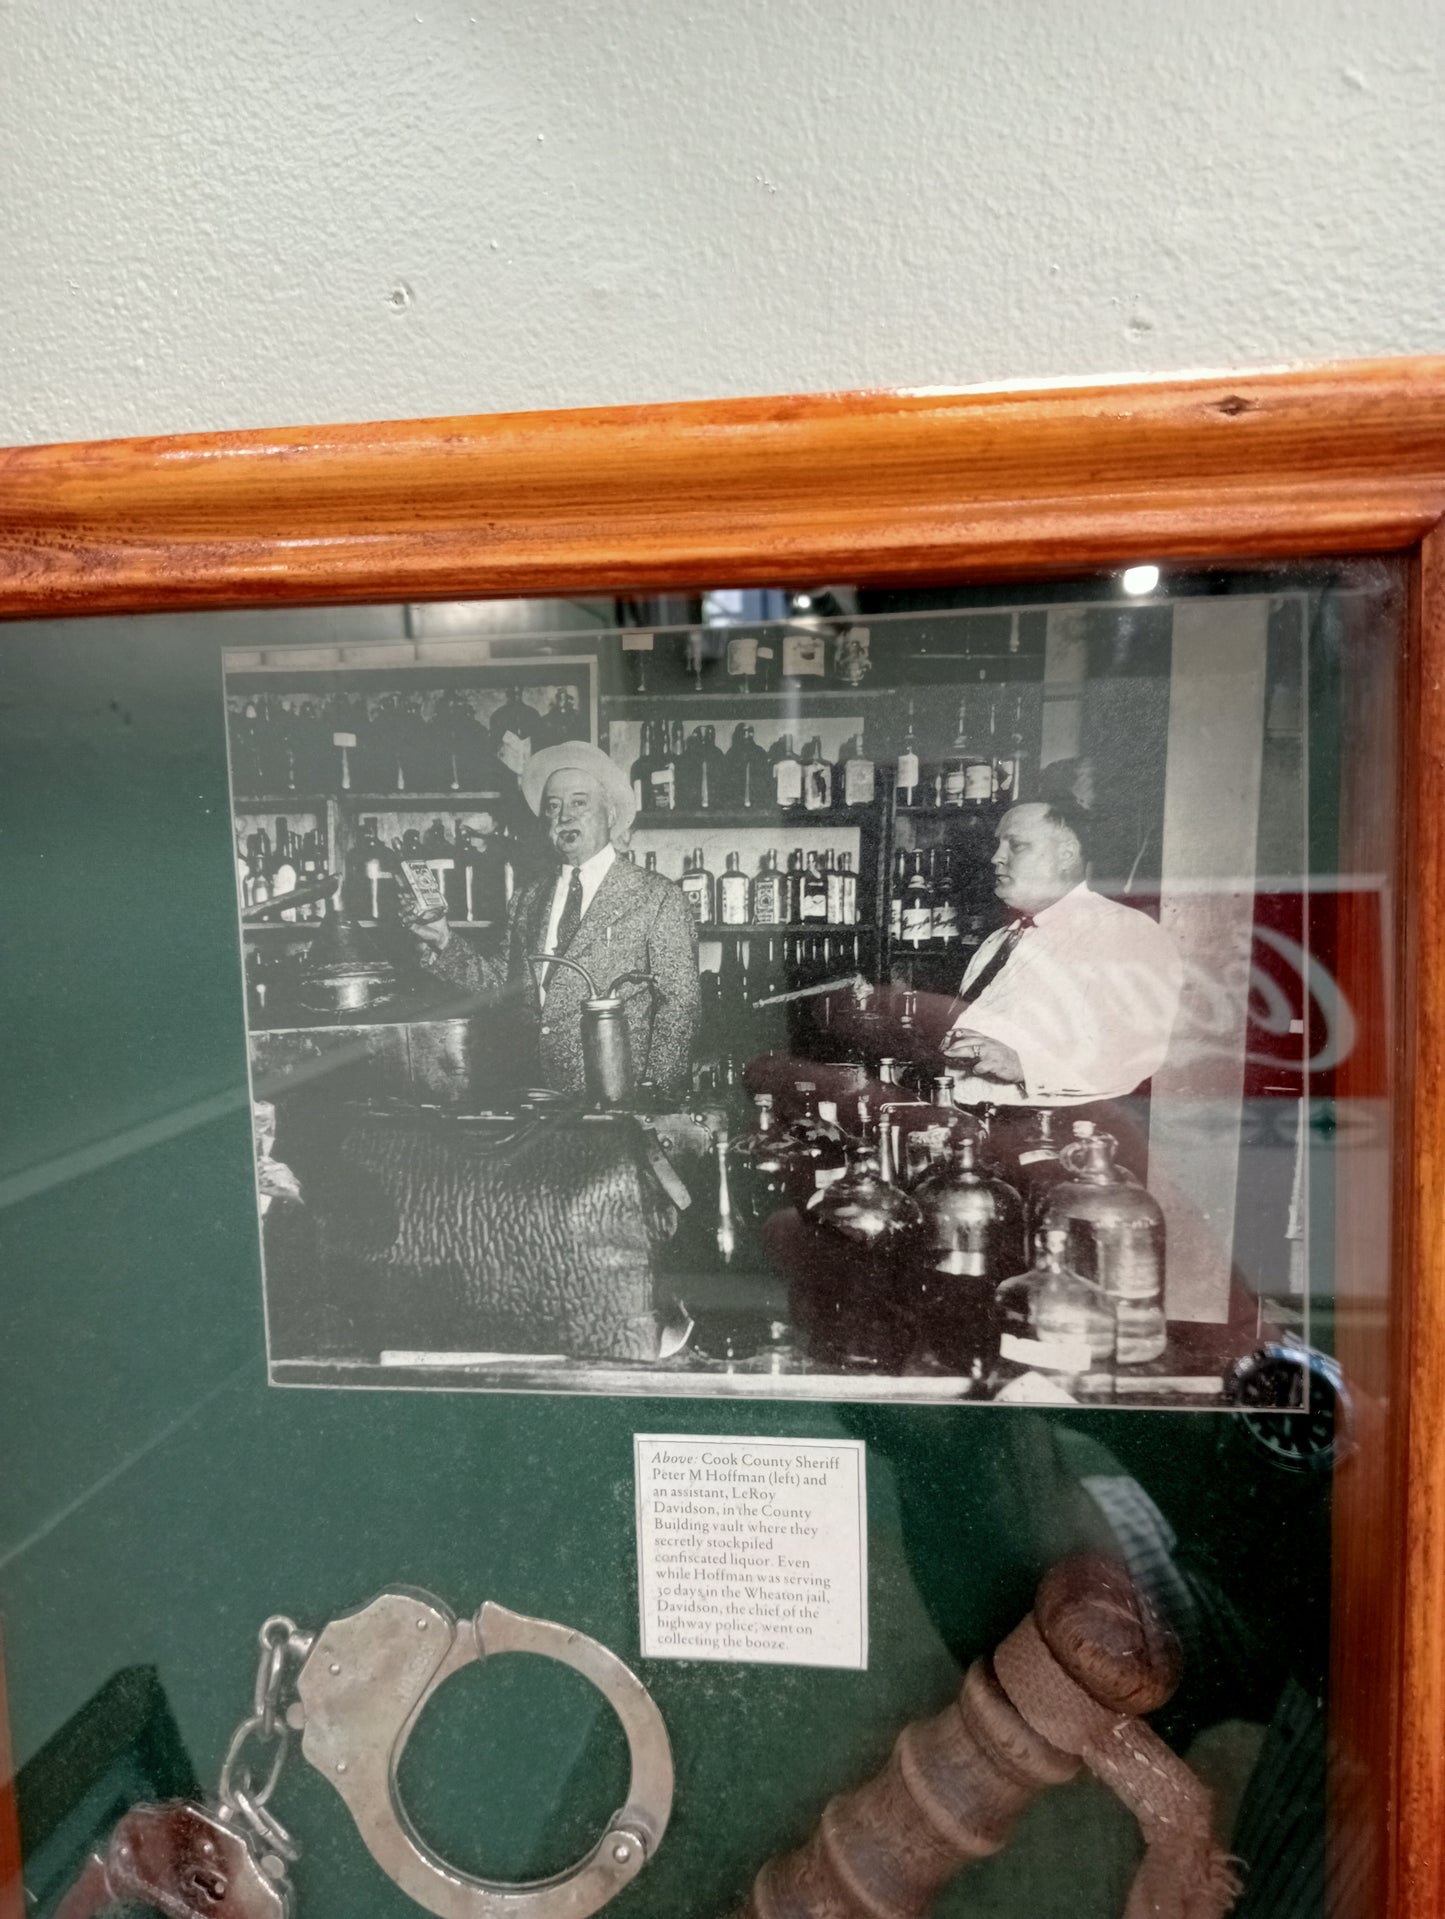 Above: Cook County Sheriff
Peter M Hoffman (left) and
an assistant, LeRoy
Davidson, in the County
Building vault where they
secretly stockpiled
confiscated liquor. Even
while Hoffman was serving
30 days in the Wheaton jail,
Davidson, the chief of the
highway police, went on
collecting the booze.